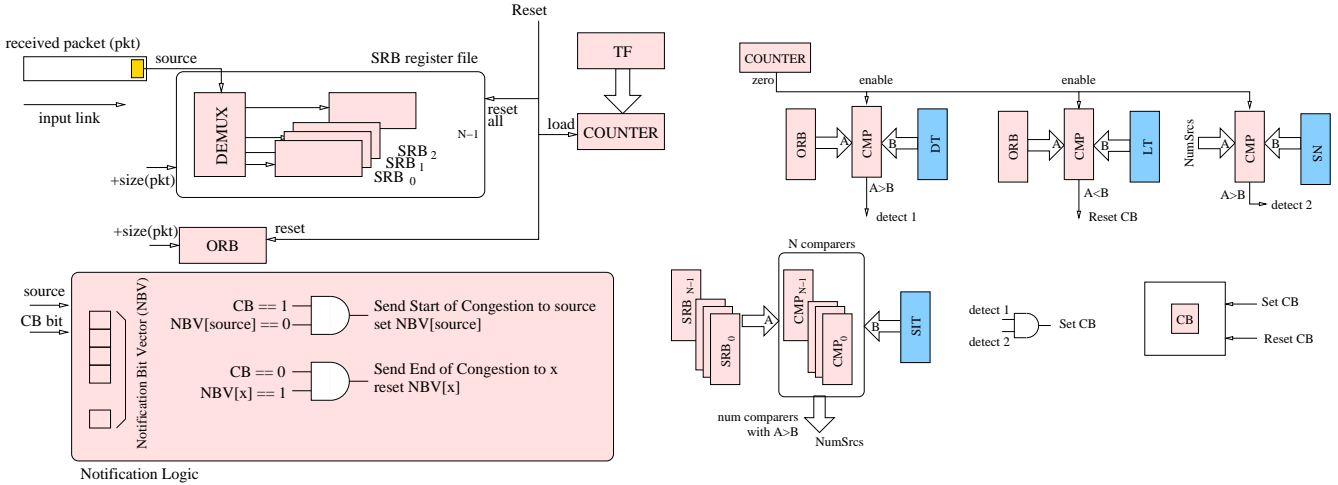 Reset
received packet (pkt)
source
SRB register file
TF
input link
DEMUX
N−1
SRB 2
SRB 1
SRB 0
reset
all
load
COUNTER
+size(pkt)
+size(pkt)
ORB
reset
source
CB bit
Notification Bit Vector (NBV)
CB == 1
NBV[source] == 0
Send Start of Congestion to source
set NBV[source]
CB == 0
NBV[x] == 1
Send End of Congestion to x
reset NBV[x]
Notification Logic
COUNTER
zero
enable
enable
ORB
A
CMP
B
DT
A>B
detect 1
ORB
A
CMP
B
LT
A<B
Reset CB
NumSrcs
A
CMP
B
SN
A>B
detect 2
N comparers
SRB N−1
SRB 0
A
CMP N−1
CMP 0
B
SIT
num comparers
with A>B
NumSrcs
detect 1
detect 2
Set CB
CB
Set CB
Reset CB